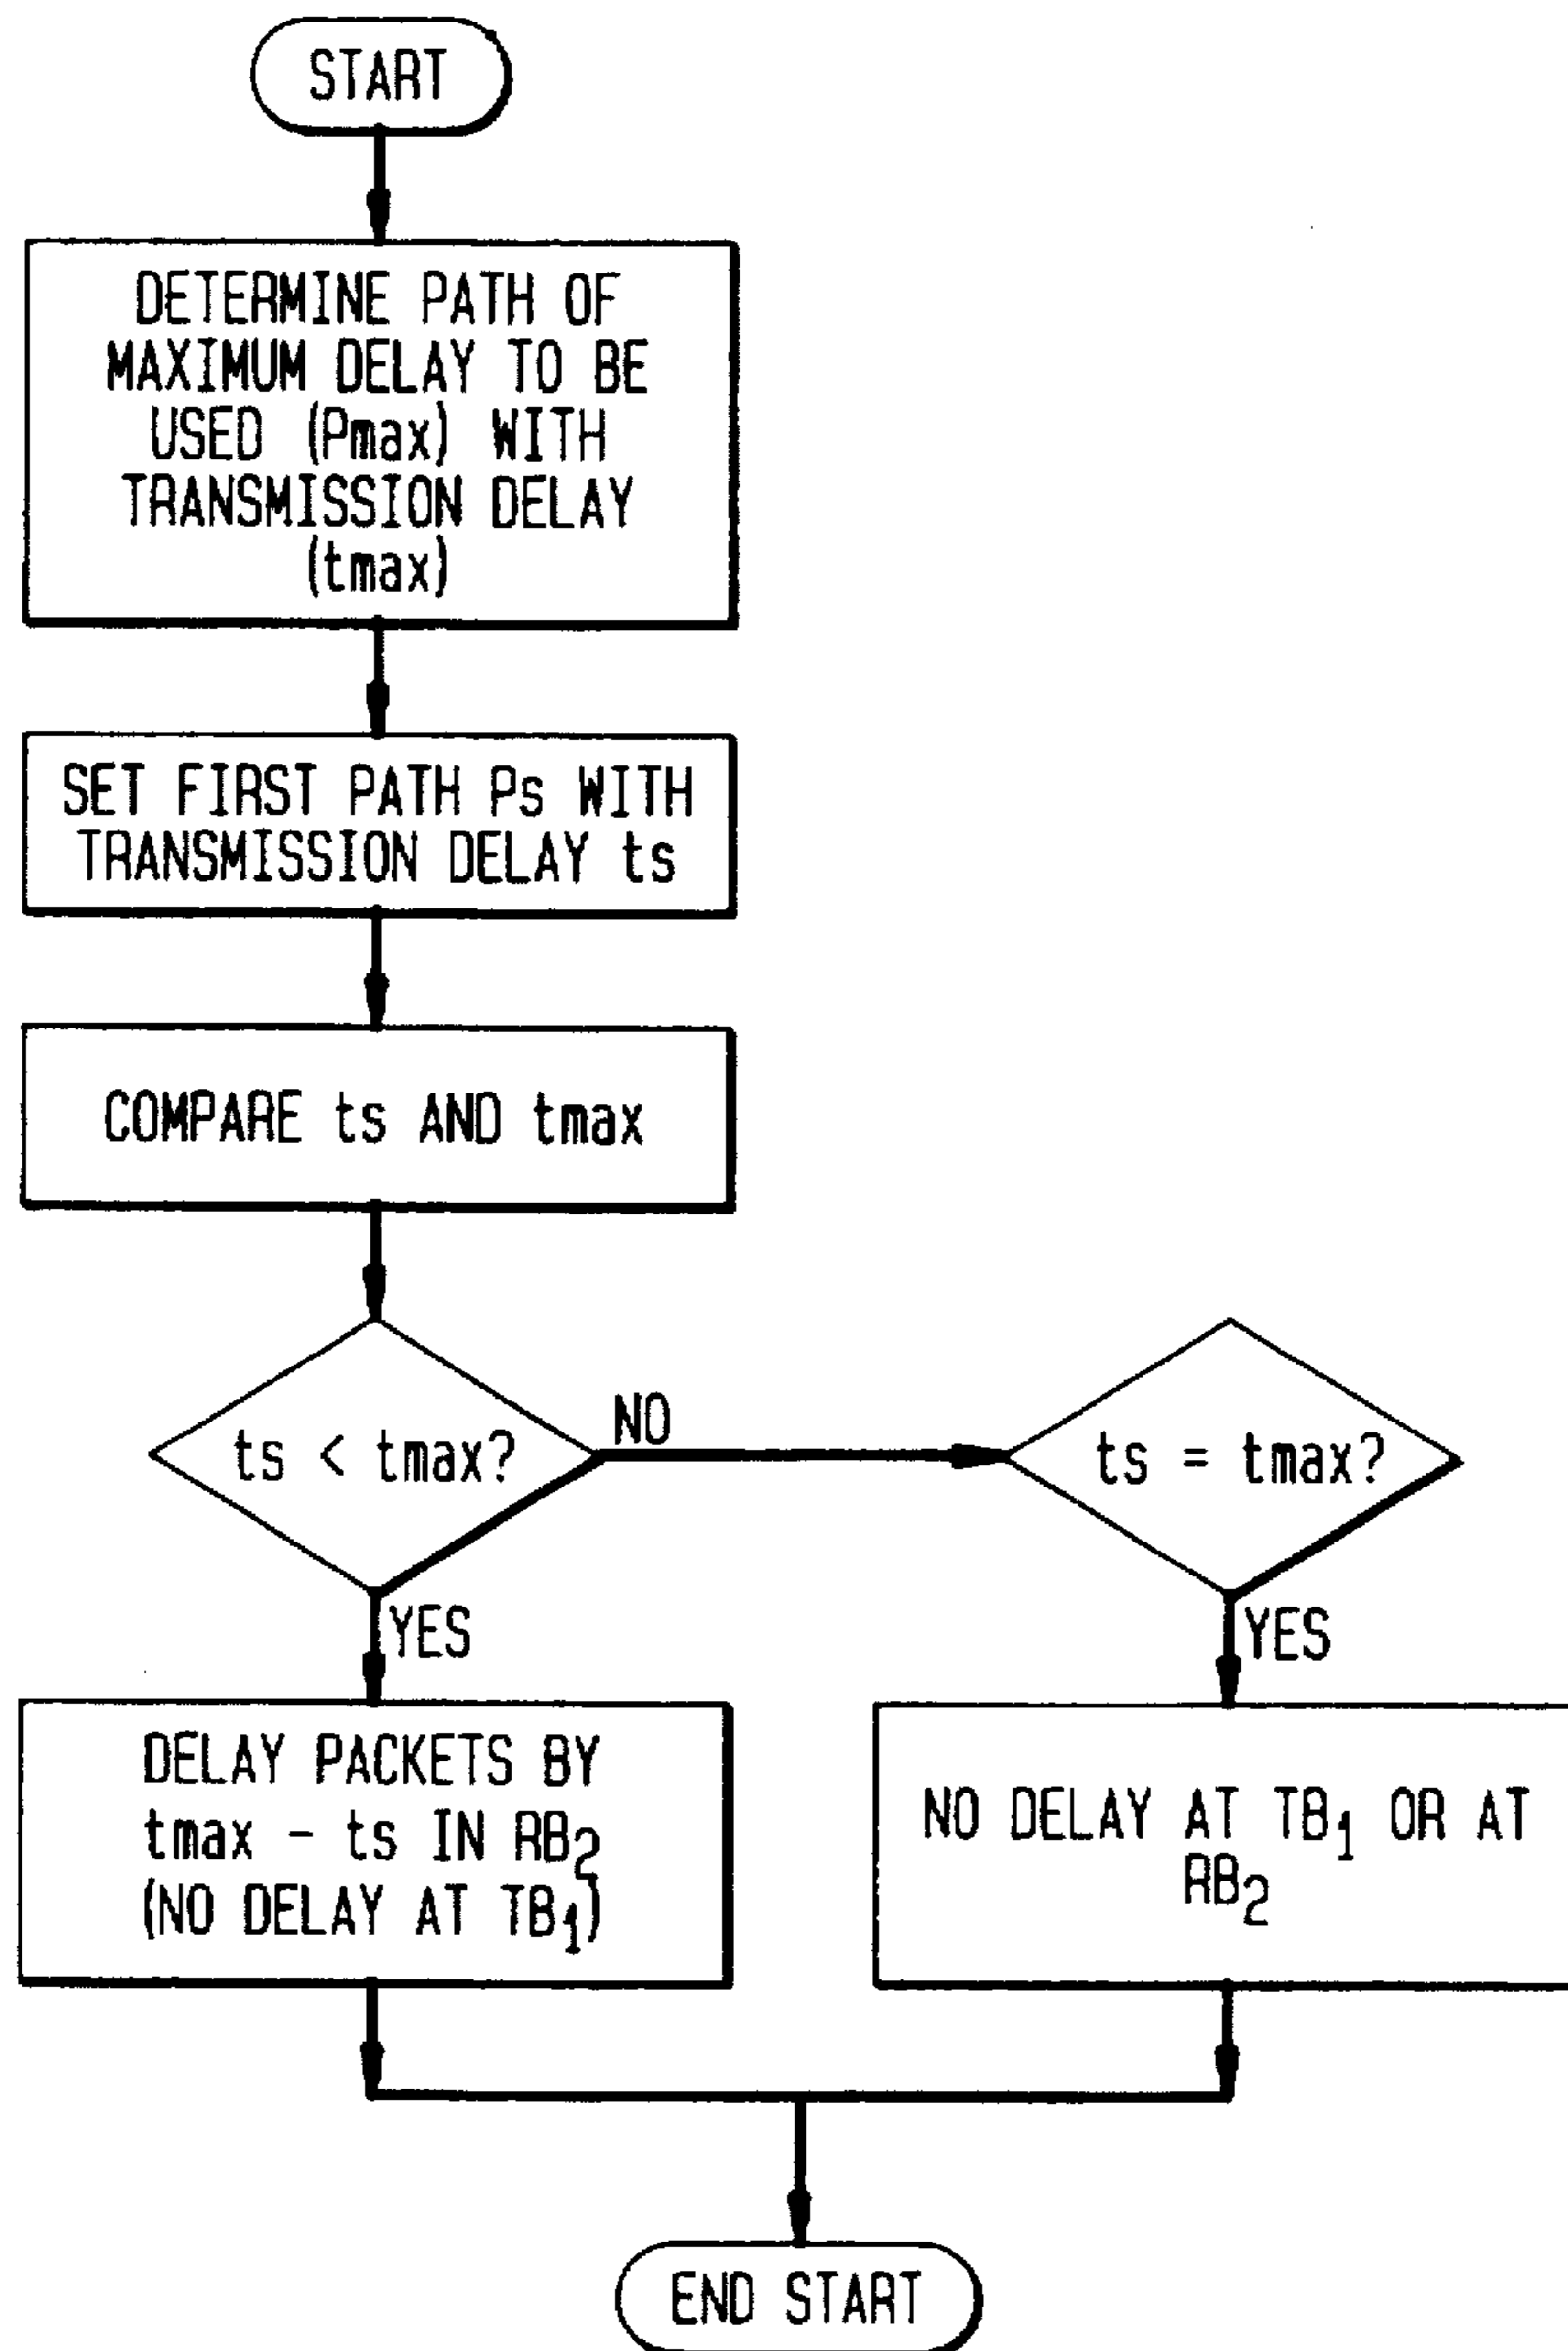 START
DETERMINE PATH OF
MAXIMUM DELAY TO BE
USED (Pmax) WITH
TRANSMISSION DELAY
(tmax)
SET FIRST PATH Ps WITH
TRANSMISSION DELAY ts
COMPARE ts AND tmax
ts < tmax?
NO
ts = tmax?
YES
YES
DELAY PACKETS BY
tmax - ts IN RB₂
(NO DELAY AT TB₁)
NO DELAY AT TB₁ OR AT
RB₂
END START